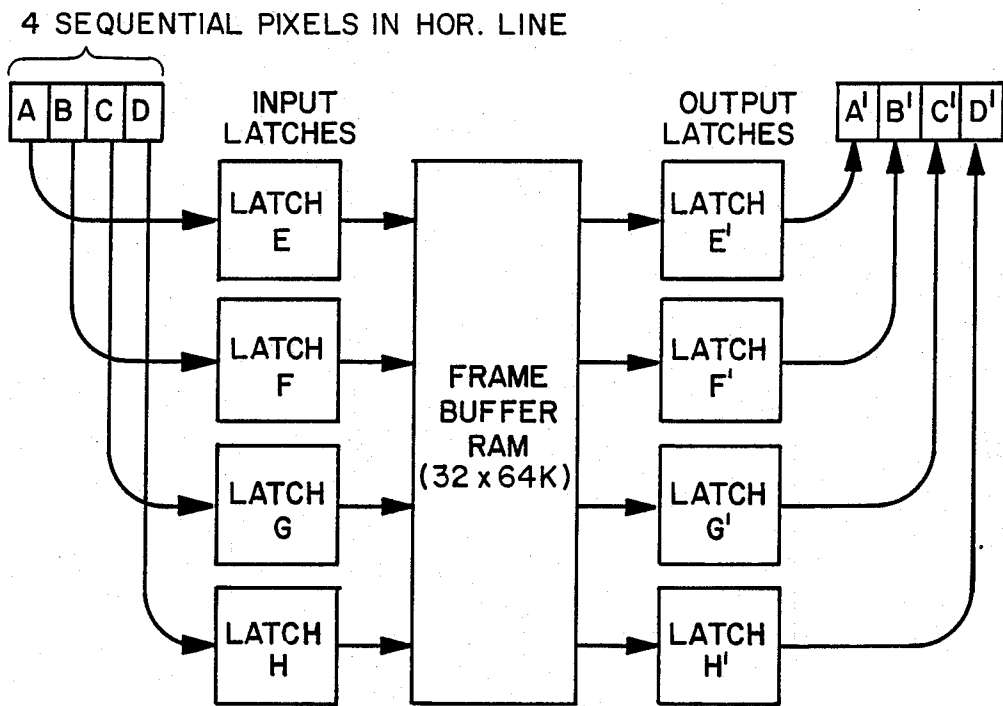 4 SEQUENTIAL PIXELS IN HOR. LINE
A B C D
INPUT
LATCHES
OUTPUT
LATCHES
A' B' C' D'
LATCH
E
LATCH
F
LATCH
G
LATCH
H
FRAME
BUFFER
RAM
(32 x 64K)
LATCH
E'
LATCH
F'
LATCH
G'
LATCH
H'